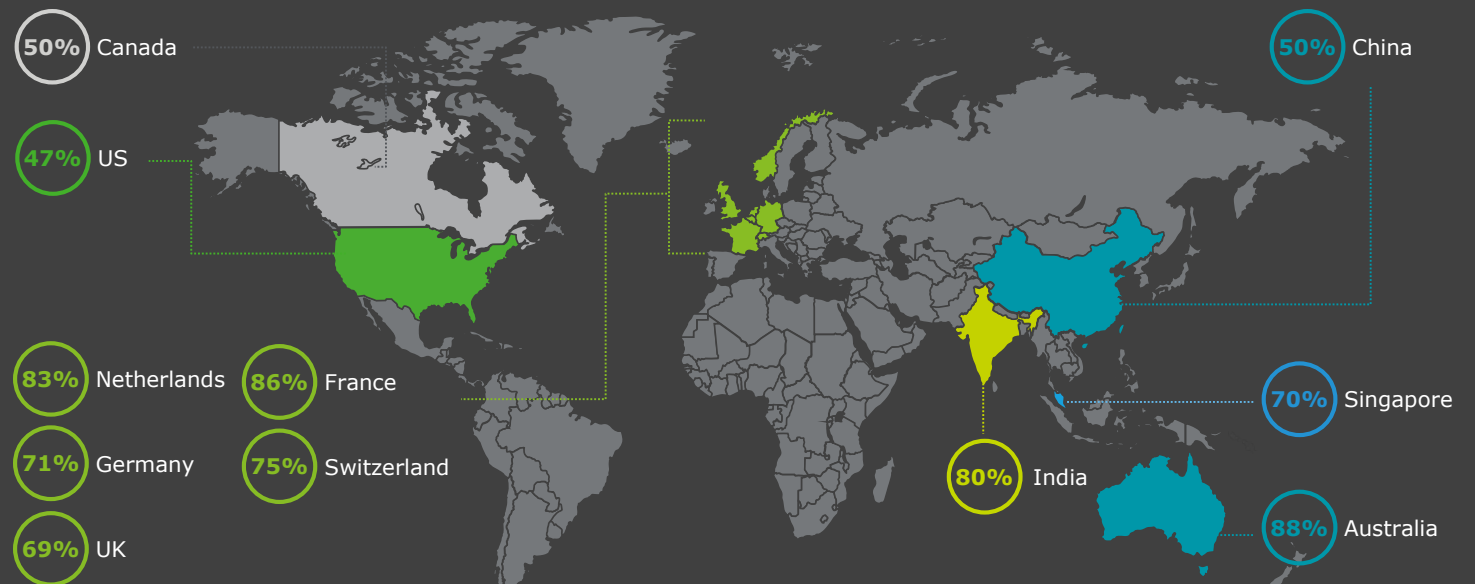 50% Canada
50% China
47% US
83% Netherlands
86% France
70% Singapore
71% Germany
75% Switzerland
80% India
88% Australia
69% UK